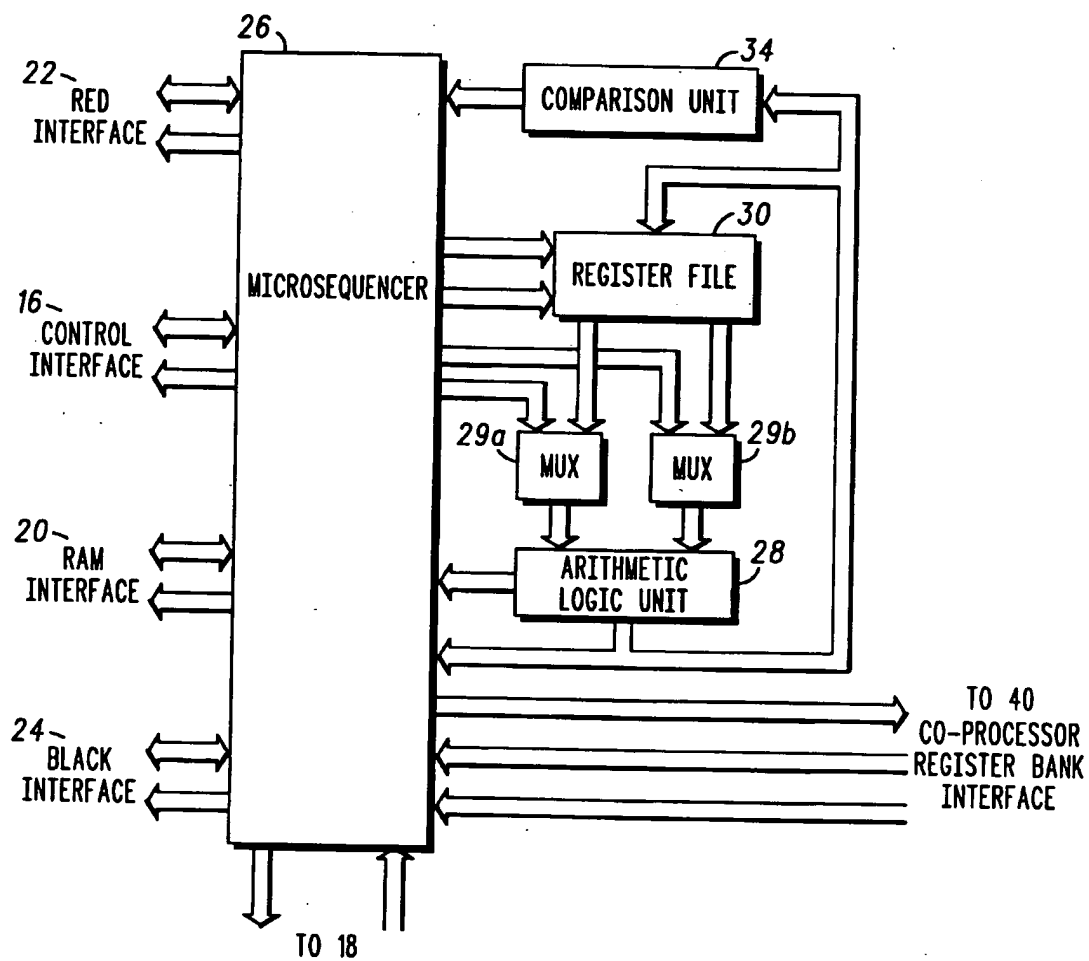 26
34
22
RED
INTERFACE
COMPARISON UNIT
30
REGISTER FILE
MICROSEQUENCER
16
CONTROL
INTERFACE
29a
MUX
29b
MUX
20
RAM
INTERFACE
28
ARITHMETIC
LOGIC UNIT
24
BLACK
INTERFACE
TO 40
CO-PROCESSOR
REGISTER BANK
INTERFACE
TO 18